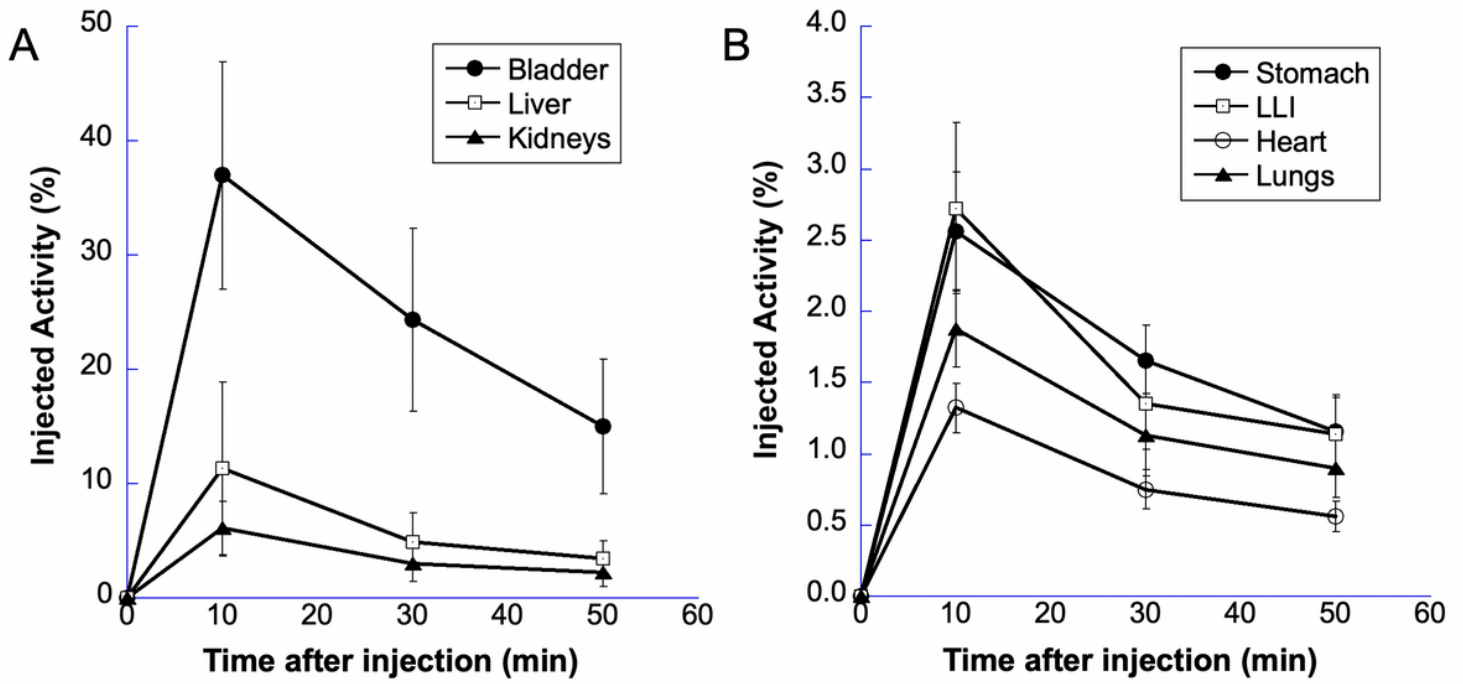 A
50
40
30
20
10
0
Injected Activity (%)
Bladder
Liver
Kidneys
0 10 20 30 40 50 60
Time after injection (min)
B
4.0
3.5
3.0
2.5
2.0
1.5
1.0
0.5
0.0
Injected Activity (%)
Stomach
LLI
Heart
Lungs
0 10 20 30 40 50 60
Time after injection (min)